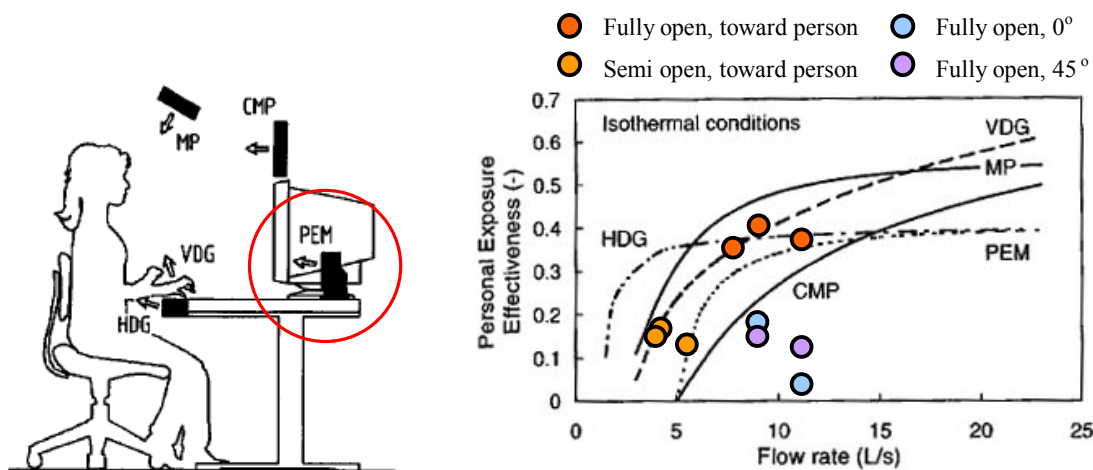 CMP
MP
PEM
VDG
HDG
Fully open, toward person
Fully open, 0°
Semi open, toward person
Fully open, 45°
Personal Exposure
Effectiveness (-)
0.7
0.6
0.5
0.4
0.3
0.2
0.1
0
Isothermal conditions
VDG
MP
HDG
PEM
CMP
0 5 10 15 20 25
Flow rate (L/s)